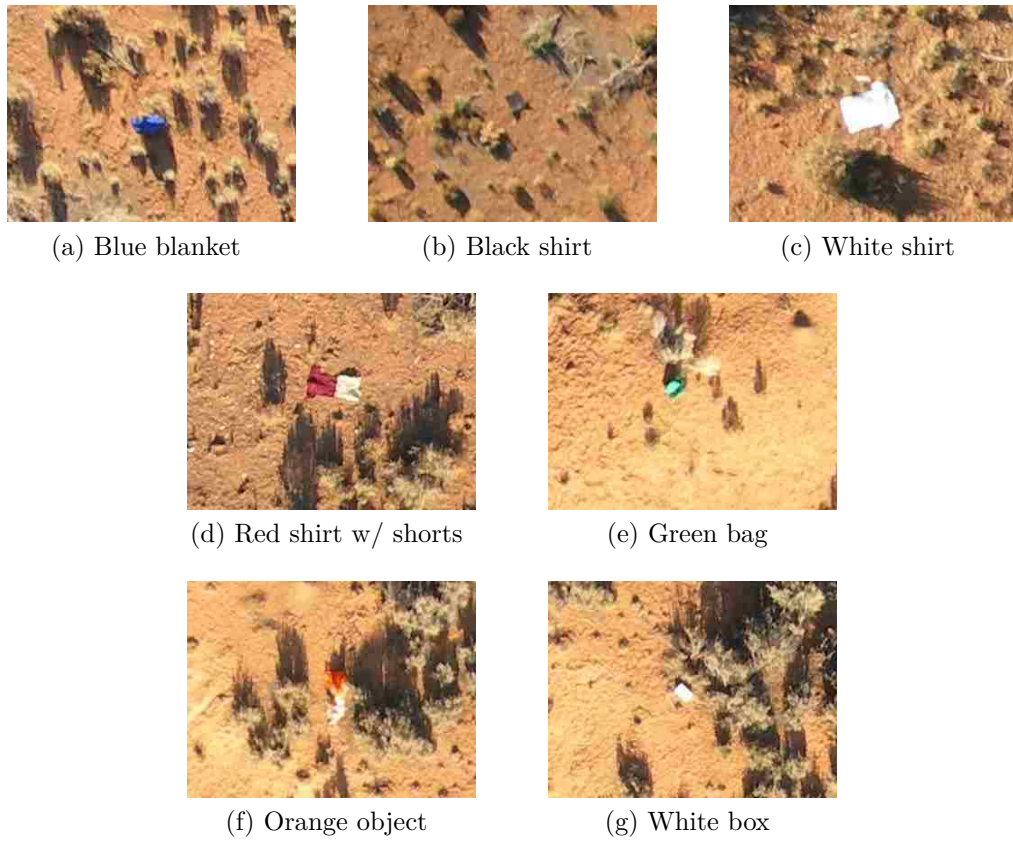 (a) Blue blanket
(b) Black shirt
(c) White shirt
(d) Red shirt w/ shorts
(e) Green bag
(f) Orange object
(g) White box